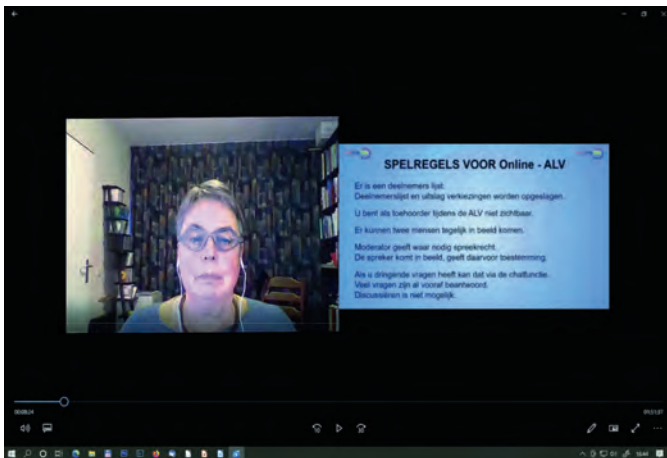 SPELREGELS VOOR Online - ALV
Er is een deelnemers lijst.
Deelnemerslijst en uitslag verkiezingen worden opgeslagen.
U bent als toehoorder tijdens de ALV niet zichtbaar.
Er kunnen twee mensen tegelijk in beeld komen.
Moderator geeft waar nodig spreekrecht.
De spreker komt in beeld, geeft daarvoor toestemming.
Als u dringende vragen heeft kan dat via de chatfunctie.
Veel vragen zijn al vooraf beantwoord.
Discussiëren is niet mogelijk.